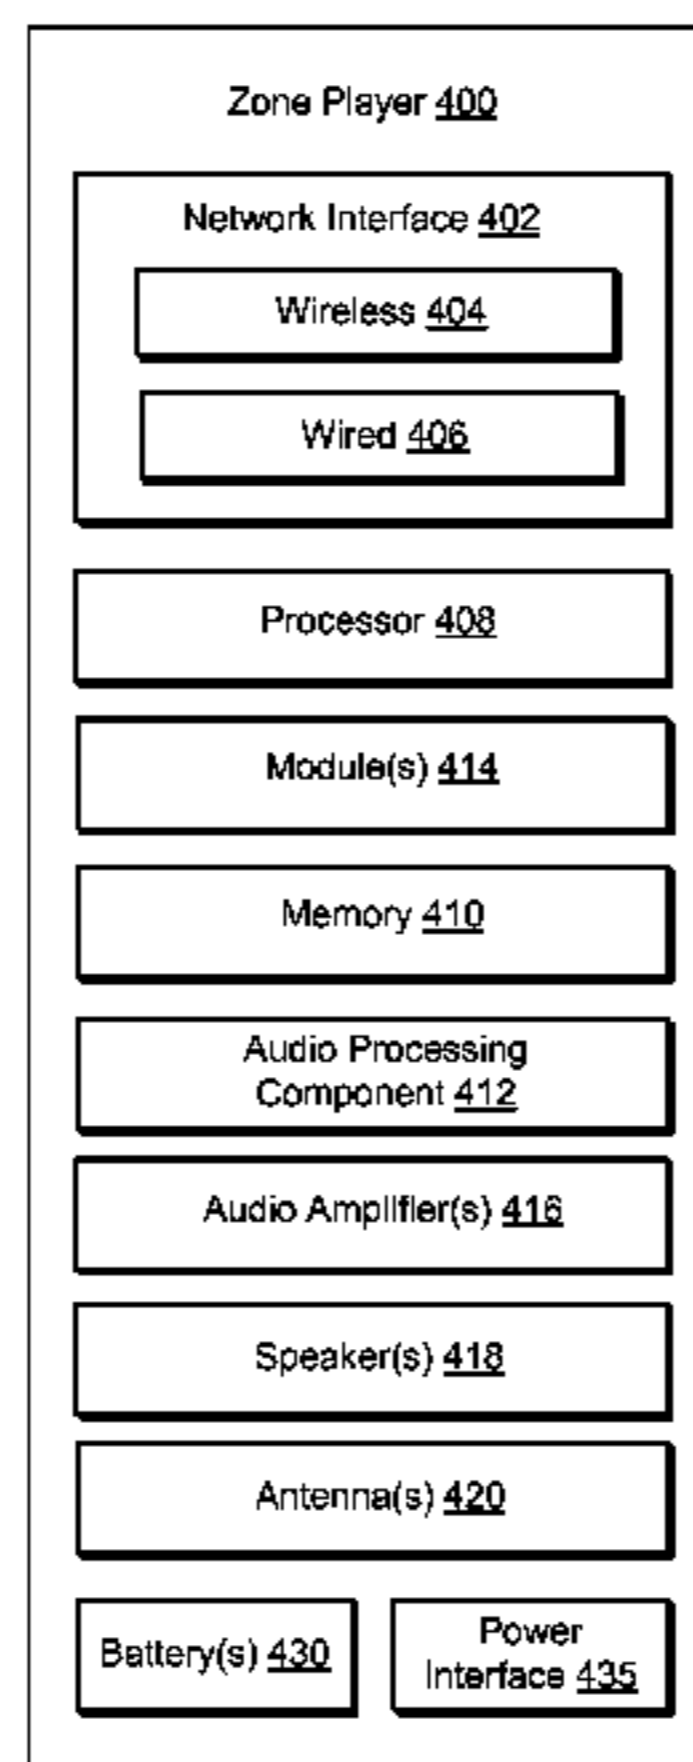 Zone Player 400
Network Interface 402
Wireless 404
Wired 406
Processor 408
Module(s) 414
Memory 410
Audio Processing
Component 412
Audio Amplifier(s) 416
Speaker(s) 418
Antenna(s) 420
Battery(s) 430
Power
Interface 435